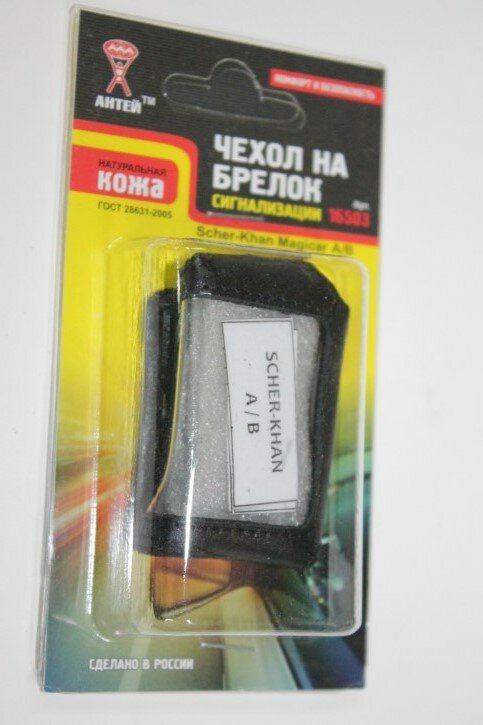 АНТЕЙ™
КОМФОРТ И БЕЗОПАСНОСТЬ
НАТУРАЛЬНАЯ
кожа
ГОСТ 28631-2005
ЧЕХОЛ НА
БРЕЛОК
СИГНАЛИЗАЦИИ
Арт.
16503
Scher-Khan Magicar A/B
SCHER-KHAN
A / B
СДЕЛАНО В РОССИИ